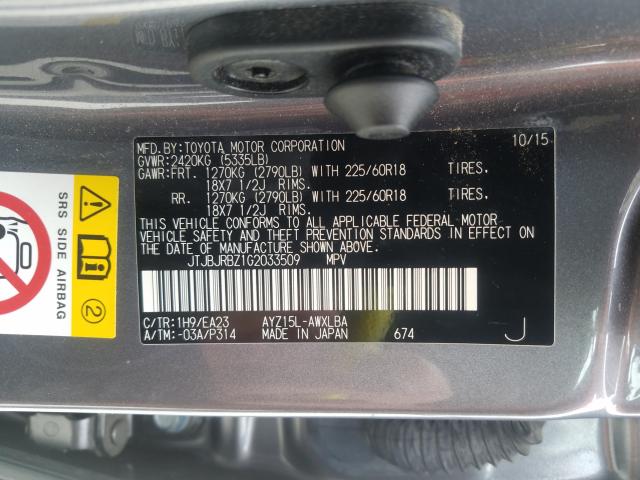 MFD.BY:TOYOTA MOTOR CORPORATION 10/15
GVWR:2420KG (5335LB)
GAWR:FRT. 1270KG (2790LB) WITH 225/60R18 TIRES.
18X7 1/2J RIMS.
RR. 1270KG (2790LB) WITH 225/60R18 TIRES.
18X7 1/2J RIMS.
THIS VEHICLE CONFORMS TO ALL APPLICABLE FEDERAL MOTOR
VEHICLE SAFETY AND THEFT PREVENTION STANDARDS IN EFFECT ON
THE DATE OF MANUFACTURE SHOWN ABOVE.
JTJBJRBZ1G2033509 MPV
C/TR:1H9/EA23 AYZ15L-AWXLBA
A/TM:-03A/P314 MADE IN JAPAN 674 J
SRS SIDE AIRBAG
2